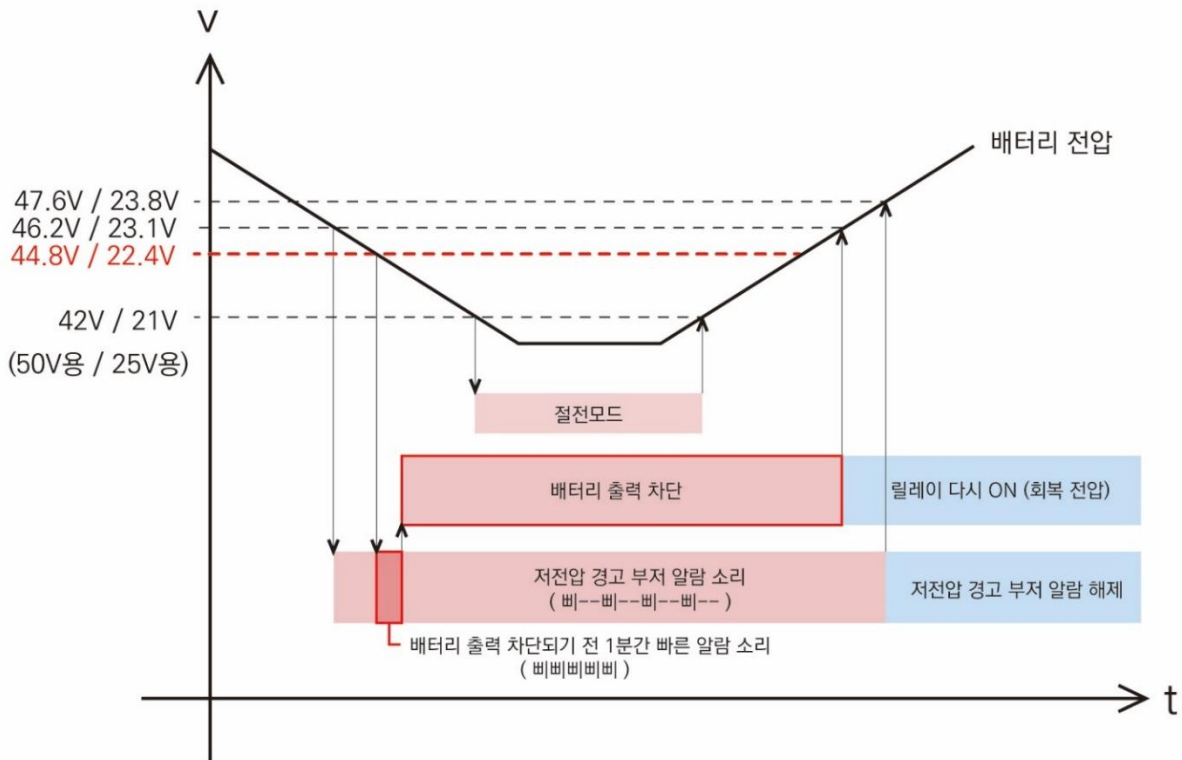 V
배터리 전압
47.6V / 23.8V
46.2V / 23.1V
44.8V / 22.4V
42V / 21V
(50V용 / 25V용)
절전모드
배터리 출력 차단
릴레이 다시 ON (회복 전압)
저전압 경고 부저 알람 소리
( 삐--삐--삐--삐-- )
저전압 경고 부저 알람 해제
배터리 출력 차단되기 전 1분간 빠른 알람 소리
( 삐삐삐삐삐 )
t